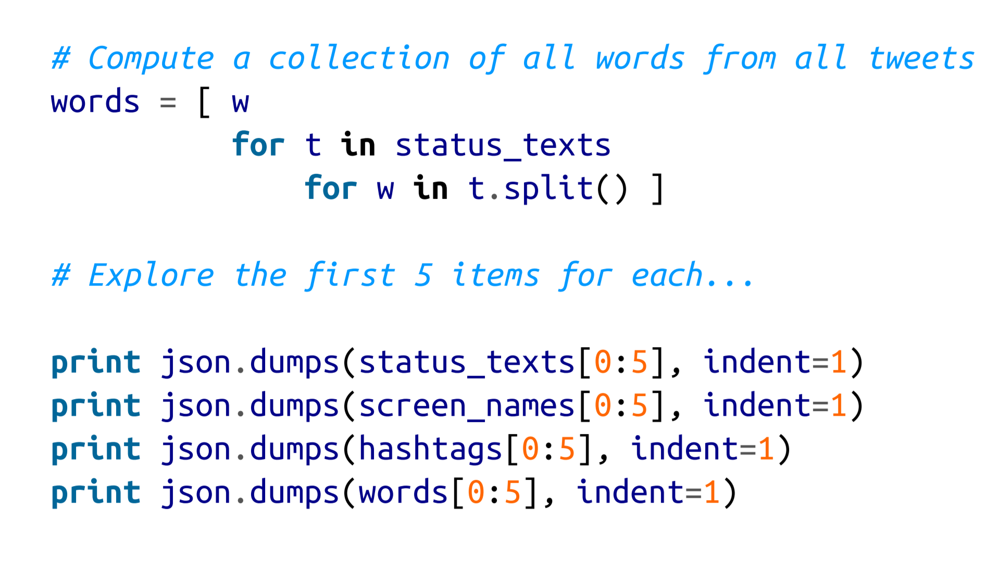 # Compute a collection of all words from all tweets
words = [ w
          for t in status_texts
              for w in t.split() ]
# Explore the first 5 items for each...
print json.dumps(status_texts[0:5], indent=1)
print json.dumps(screen_names[0:5], indent=1)
print json.dumps(hashtags[0:5], indent=1)
print json.dumps(words[0:5], indent=1)